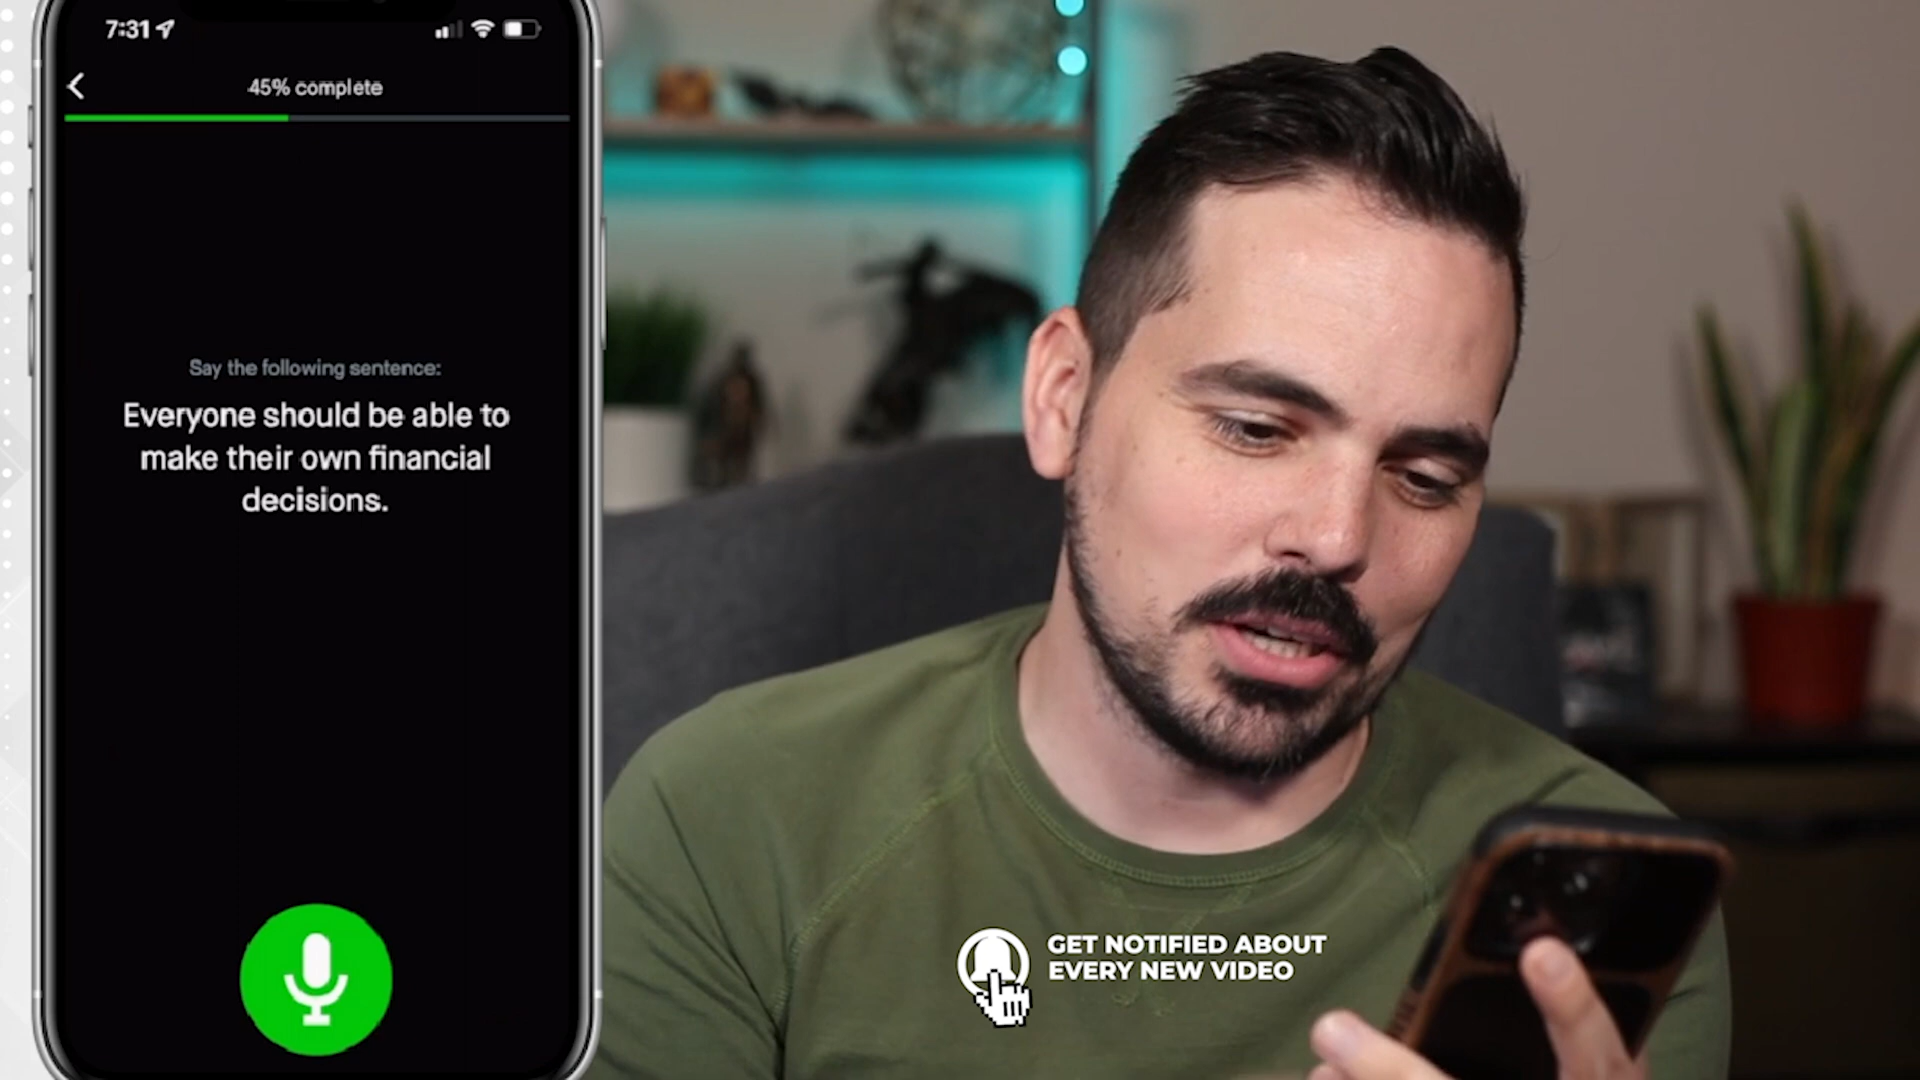 7:31
45% complete
Say the following sentence:
Everyone should be able to
make their own financial
decisions.
GET NOTIFIED ABOUT
EVERY NEW VIDEO